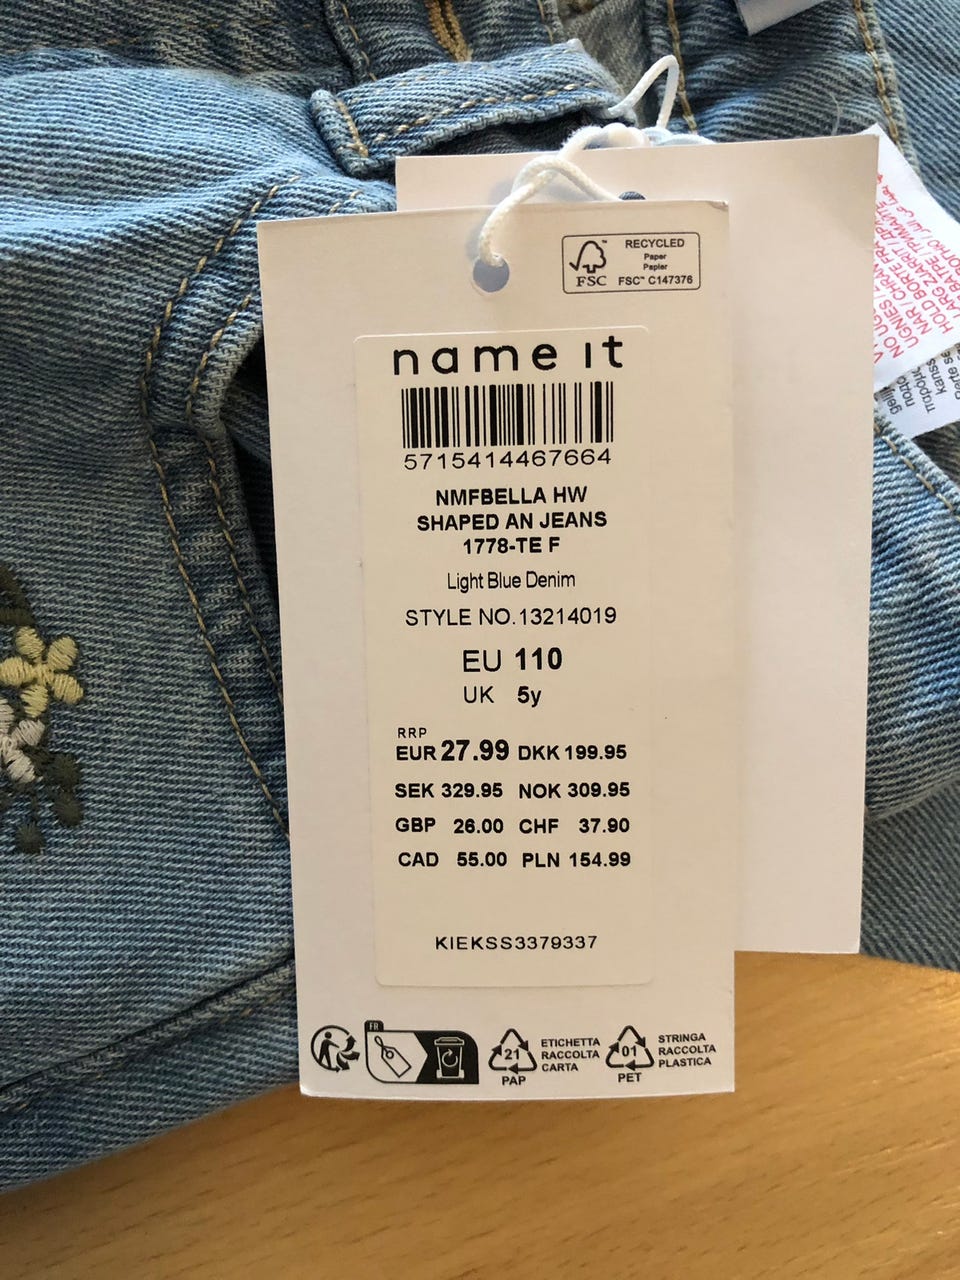 RECYCLED
Paper
Papier
FSC™ C147376
FSC
name it
5715414467664
NMFBELLA HW
SHAPED AN JEANS
1778-TE F
Light Blue Denim
STYLE NO.13214019
EU 110
UK 5y
RRP
EUR 27.99 DKK 199.95
SEK 329.95 NOK 309.95
GBP 26.00 CHF 37.90
CAD 55.00 PLN 154.99
KIEKSS3379337
FR
21
PAP
ETICHETTA
RACCOLTA
CARTA
01
PET
STRINGA
RACCOLTA
PLASTICA
HOLD BORTE FRA